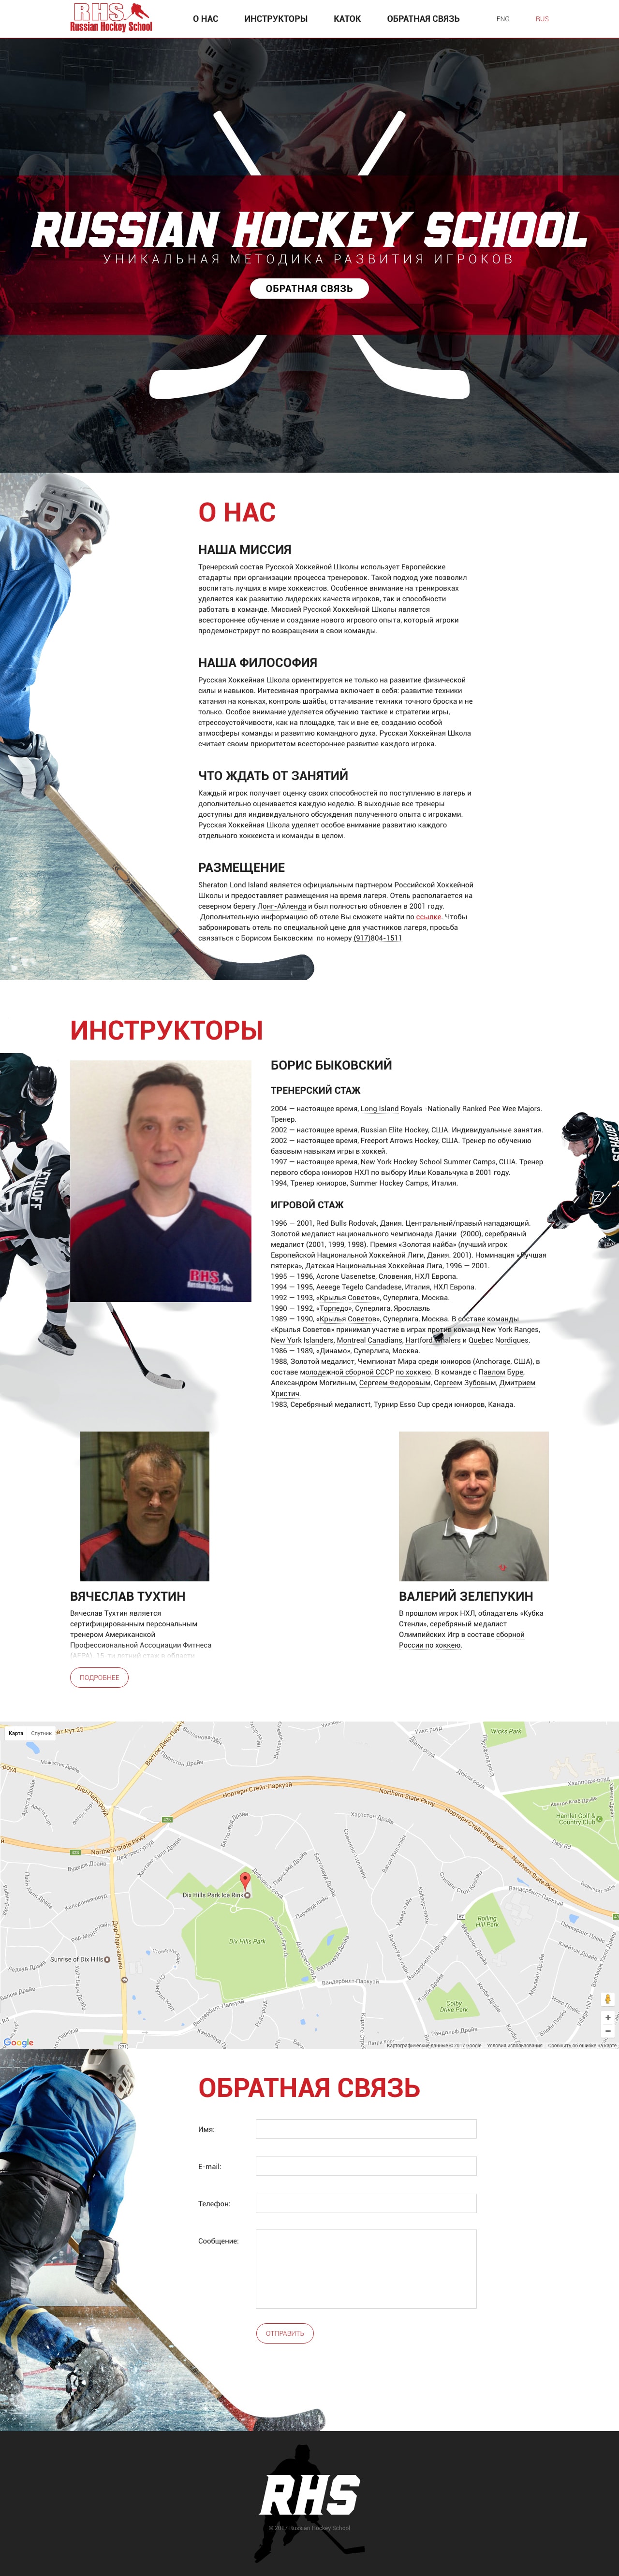 RHS
Russian Hockey School
О НАС
ИНСТРУКТОРЫ
КАТОК
ОБРАТНАЯ СВЯЗЬ
ENG
RUS
RUSSIAN HOCKEY SCHOOL
УНИКАЛЬНАЯ МЕТОДИКА РАЗВИТИЯ ИГРОКОВ
ОБРАТНАЯ СВЯЗЬ
О НАС
НАША МИССИЯ
Тренерский состав Русской Хоккейной Школы использует Европейские
стадарты при организации процесса тренеровок. Такой подход уже позволил
воспитать лучших в мире хоккеистов. Особенное внимание на тренировках
уделяется как развитию лидерских качеств игроков, так и способности
работать в команде. Миссией Русской Хоккейной Школы является
всестороннее обучение и создание нового игрового опыта, который игроки
продемонстрирут по возвращении в свои команды.
НАША ФИЛОСОФИЯ
Русская Хоккейная Школа ориентируется не только на развитие физической
силы и навыков. Интесивная программа включает в себя: развитие техники
катания на коньках, контроль шайбы, оттачивание техники точного броска и не
только. Особое внимание уделяется обучению тактике и стратегии игры,
стрессоустойчивости, как на площадке, так и вне ее, созданию особой
атмосферы команды и развитию командного духа. Русская Хоккейная Школа
считает своим приоритетом всестороннее развитие каждого игрока.
ЧТО ЖДАТЬ ОТ ЗАНЯТИЙ
Каждый игрок получает оценку своих способностей по поступлению в лагерь и
дополнительно оценивается каждую неделю. В выходные все тренеры
доступны для индивидуального обсуждения полученного опыта с игроками.
Русская Хоккейная Школа уделяет особое внимание развитию каждого
отдельного хоккеиста и команды в целом.
РАЗМЕЩЕНИЕ
Sheraton Lond Island является официальным партнером Российской Хоккейной
Школы и предоставляет размещения на время лагеря. Отель располагается на
северном берегу Лонг-Айленда и был полностью обновлен в 2001 году.
Дополнительную информацию об отеле Вы сможете найти по ссылке. Чтобы
забронировать отель по специальной цене для участников лагеря, просьба
связаться с Борисом Быковским по номеру (917)804-1511
ИНСТРУКТОРЫ
БОРИС БЫКОВСКИЙ
ТРЕНЕРСКИЙ СТАЖ
2004 — настоящее время, Long Island Royals -Nationally Ranked Pee Wee Majors.
Тренер.
2002 — настоящее время, Russian Elite Hockey, США. Индивидуальные занятия.
2002 — настоящее время, Freeport Arrows Hockey, США. Тренер по обучению
базовым навыкам игры в хоккей.
1997 — настоящее время, New York Hockey School Summer Camps, США. Тренер
первого сбора юниоров НХЛ по выбору Ильи Ковальчука в 2001 году.
1994, Тренер юниоров, Summer Hockey Camps, Италия.
ИГРОВОЙ СТАЖ
1996 — 2001, Red Bulls Rodovak, Дания. Центральный/правый нападающий.
Золотой медалист национального чемпионата Дании (2000), серебряный
медалист (2001, 1999, 1998). Премия «Золотая найба» (лучший игрок
Европейской Национальной Хоккейной Лиги, Дания. 2001). Номинация «Лучшая
пятерка», Датская Национальная Хоккейная Лига, 1996 — 2001.
1995 — 1996, Acrone Uasenetse, Словения, НХЛ Европа.
1994 — 1995, Aeeege Tegelo Candadese, Италия, НХЛ Европа.
1992 — 1993, «Крылья Советов», Суперлига, Москва.
1990 — 1992, «Торпедо», Суперлига, Ярославль
1989 — 1990, «Крылья Советов», Суперлига, Москва. В составе команды
«Крылья Советов» принимал участие в играх против команд New York Ranges,
New York Islanders, Montreal Canadians, Hartford Whalers и Quebec Nordiques.
1986 — 1989, «Динамо», Суперлига, Москва.
1988, Золотой медалист, Чемпионат Мира среди юниоров (Anchorage, США), в
составе молодежной сборной СССР по хоккею. В команде с Павлом Буре,
Александром Могилным, Сергеем Федоровым, Сергеем Зубовым, Дмитрием
Христич.
1983, Серебряный медалистt, Турнир Esso Cup среди юниоров, Канада.
ВЯЧЕСЛАВ ТУХТИН
Вячеслав Тухтин является
сертифицированным персональным
тренером Американской
Профессиональной Ассоциации Фитнеса
ПОДРОБНЕЕ
ВАЛЕРИЙ ЗЕЛЕПУКИН
В прошлом игрок НХЛ, обладатель «Кубка
Стенли», серебряный медалист
Олимпийских Игр в составе сборной
России по хоккею.
Карта
Спутник
Northern State Pkwy
Нортерн-Стейт-Паркуэй
Wicks Park
Hamlet Golf & Country Club
Dix Hills Park Ice Rink
Dix Hills Park
Sunrise of Dix Hills
Rolling Hill Park
Colby Drive Park
Вандербилт Паркуэй
Google
Картографические данные © 2017 Google
Условия использования
Сообщить об ошибке на карте
ОБРАТНАЯ СВЯЗЬ
Имя:
E-mail:
Телефон:
Сообщение:
ОТПРАВИТЬ
RHS
© 2017 Russian Hockey School